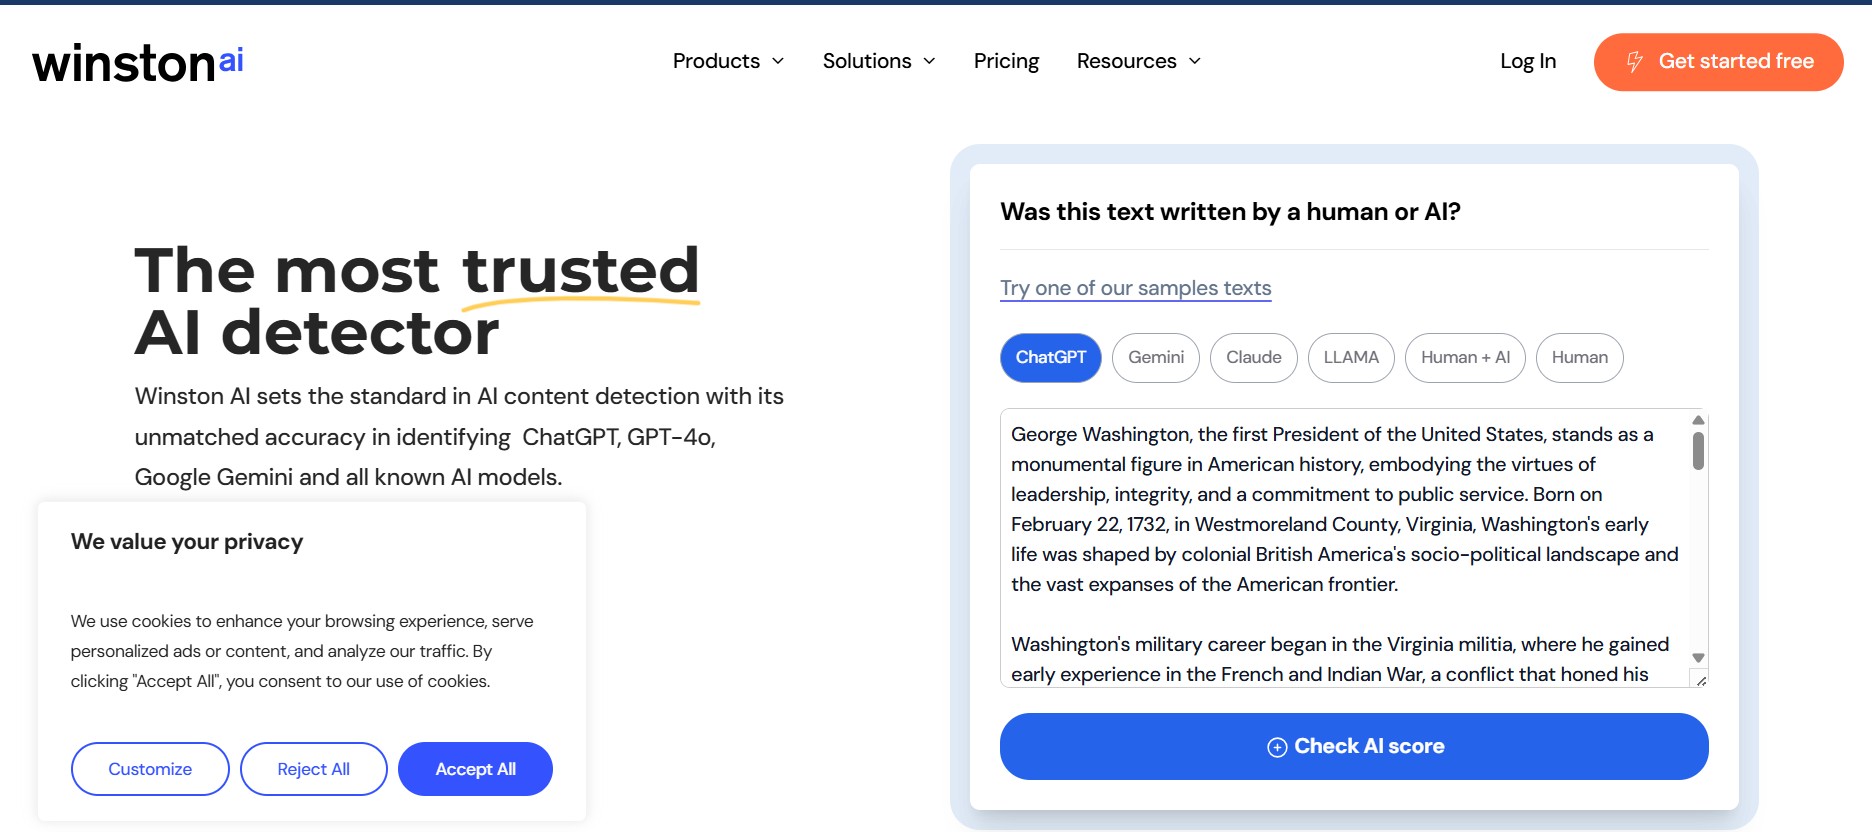 winston ai
Products
Solutions
Pricing
Resources
Log In
Get started free
The most trusted
AI detector
Winston AI sets the standard in AI content detection with its
unmatched accuracy in identifying  ChatGPT, GPT-4o,
Google Gemini and all known AI models.
We value your privacy
We use cookies to enhance your browsing experience, serve
personalized ads or content, and analyze our traffic. By
clicking "Accept All", you consent to our use of cookies.
Customize
Reject All
Accept All
Was this text written by a human or AI?
Try one of our samples texts
ChatGPT
Gemini
Claude
LLAMA
Human + AI
Human
George Washington, the first President of the United States, stands as a
monumental figure in American history, embodying the virtues of
leadership, integrity, and a commitment to public service. Born on
February 22, 1732, in Westmoreland County, Virginia, Washington's early
life was shaped by colonial British America's socio-political landscape and
the vast expanses of the American frontier.
Washington's military career began in the Virginia militia, where he gained
early experience in the French and Indian War, a conflict that honed his
Check AI score